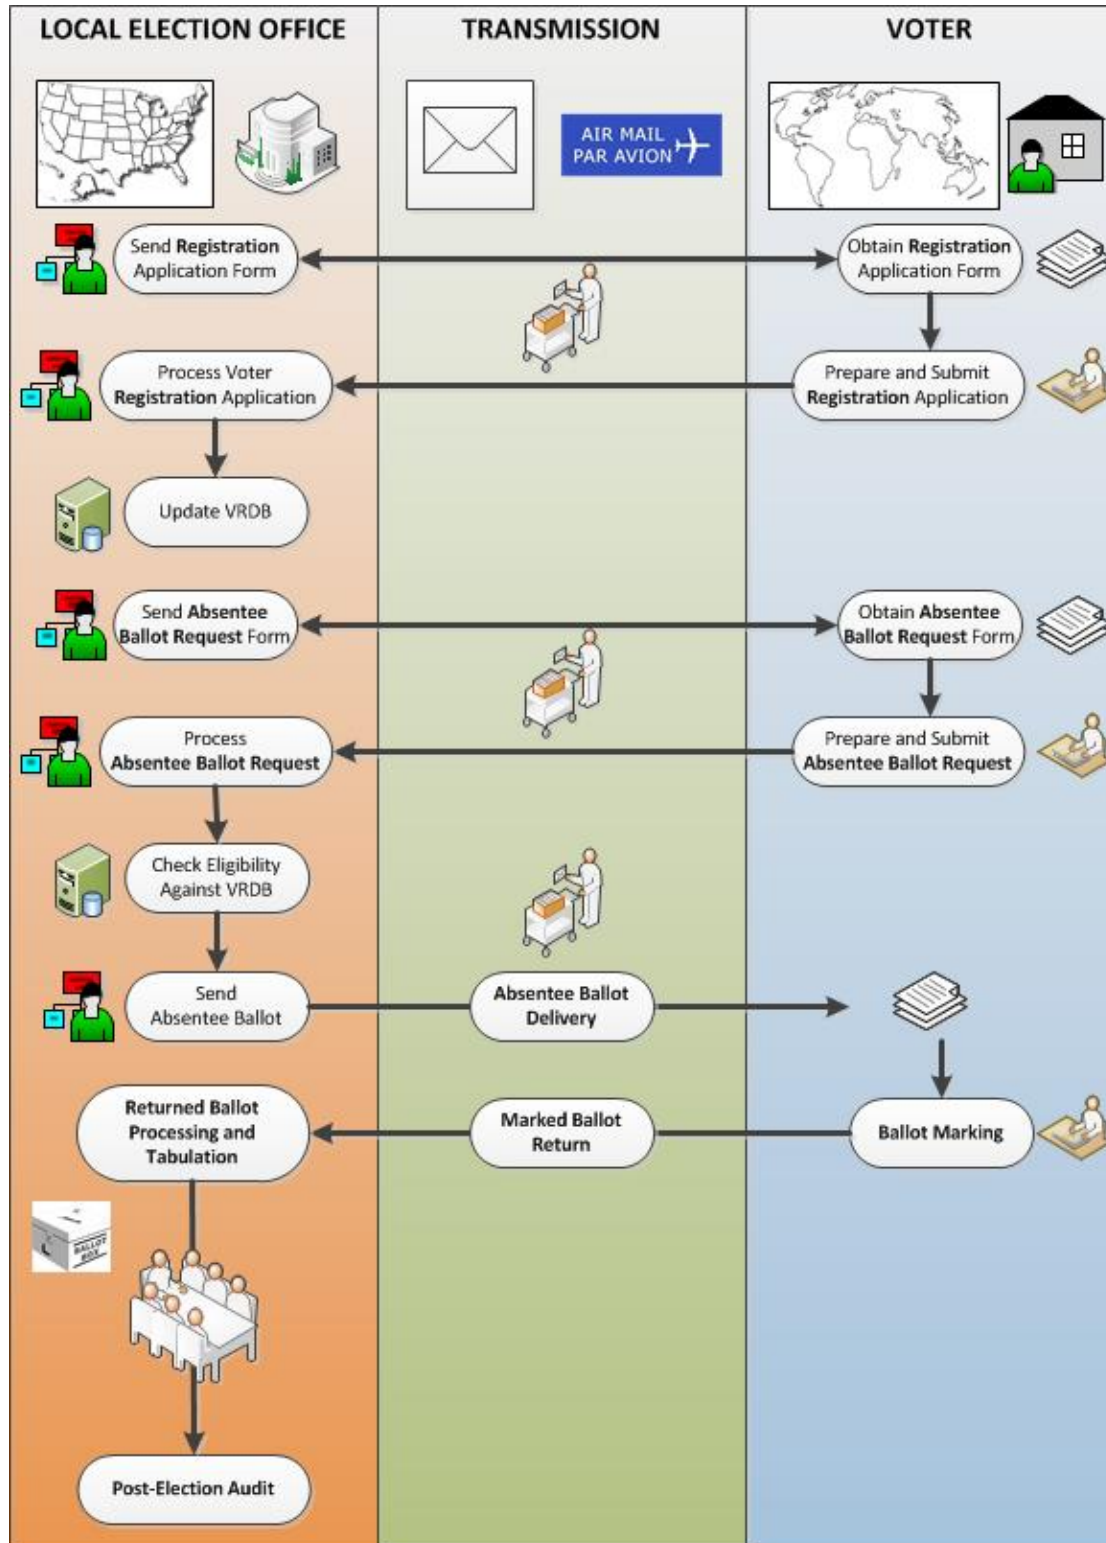 LOCAL ELECTION OFFICE
TRANSMISSION
VOTER
AIR MAIL
PAR AVION
Send Registration
Application Form
Obtain Registration
Application Form
Process Voter
Registration Application
Prepare and Submit
Registration Application
Update VRDB
Send Absentee
Ballot Request Form
Obtain Absentee
Ballot Request Form
Process
Absentee Ballot Request
Prepare and Submit
Absentee Ballot Request
Check Eligibility
Against VRDB
Send
Absentee Ballot
Absentee Ballot
Delivery
Returned Ballot
Processing and
Tabulation
Marked Ballot
Return
Ballot Marking
BALLOT
BOX
Post-Election Audit